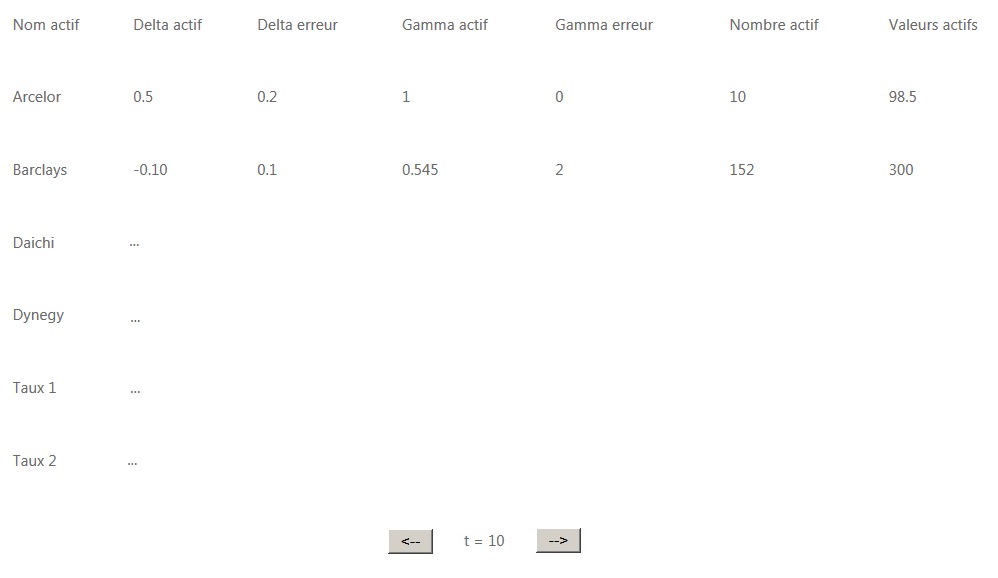 Nom actif Delta actif Delta erreur Gamma actif Gamma erreur Nombre actif Valeurs actifs
Arcelor 0.5 0.2 1 0 10 98.5
Barclays -0.10 0.1 0.545 2 152 300
Daichi ...
Dynegy ...
Taux 1 ...
Taux 2 ...
<-- t = 10 -->